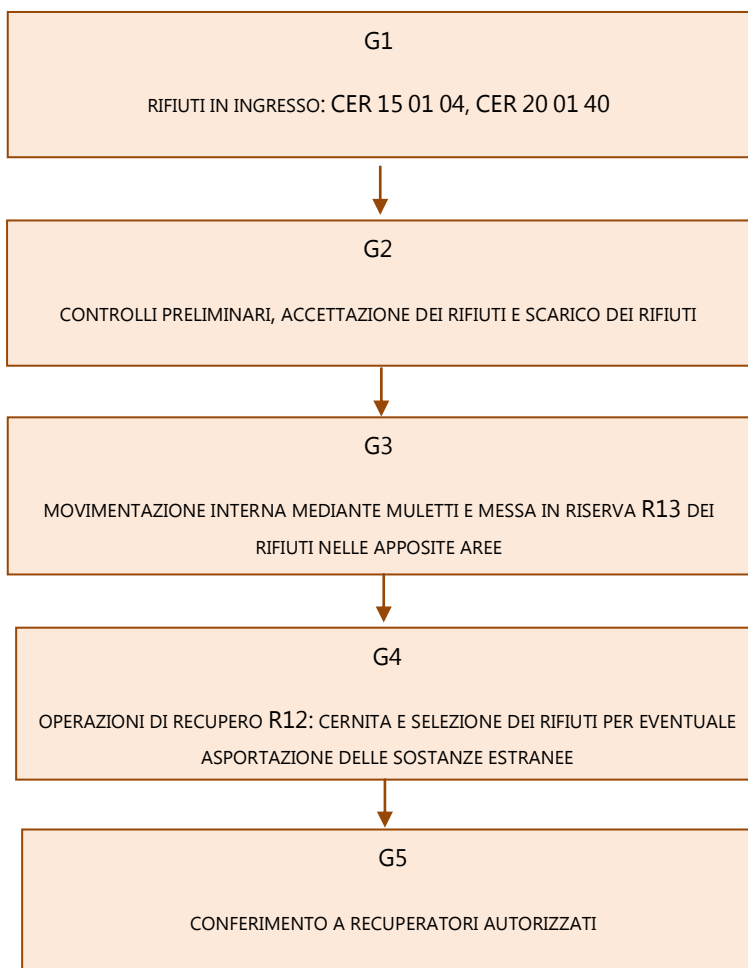 G1
RIFIUTI IN INGRESSO: CER 15 01 04, CER 20 01 40
G2
CONTROLLI PRELIMINARI, ACCETTAZIONE DEI RIFIUTI E SCARICO DEI RIFIUTI
G3
MOVIMENTAZIONE INTERNA MEDIANTE MULETTI E MESSA IN RISERVA R13 DEI
RIFIUTI NELLE APPOSITE AREE
G4
OPERAZIONI DI RECUPERO R12: CERNITA E SELEZIONE DEI RIFIUTI PER EVENTUALE
ASPORTAZIONE DELLE SOSTANZE ESTRANEE
G5
CONFERIMENTO A RECUPERATORI AUTORIZZATI